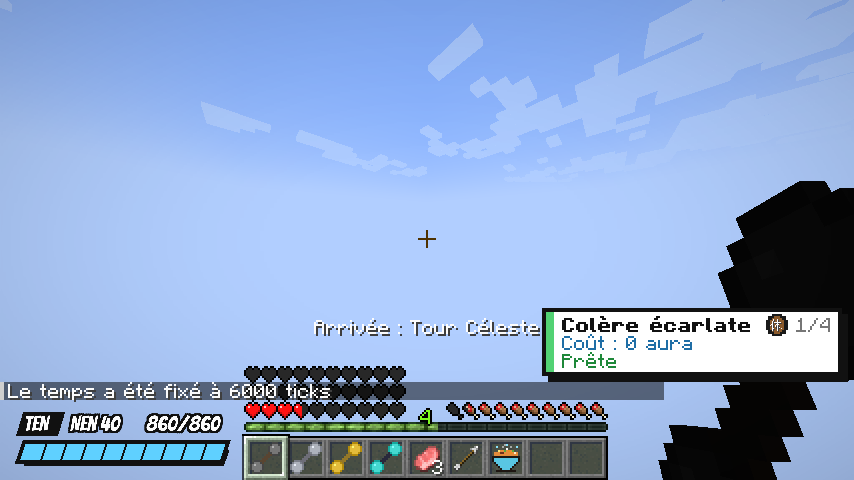 Arrivée : Tour Céleste
Colère écarlate 休 1/4
Coût : 0 aura
Prête
Le temps a été fixé à 6000 ticks
TEN NEN 40 860/860
4
3